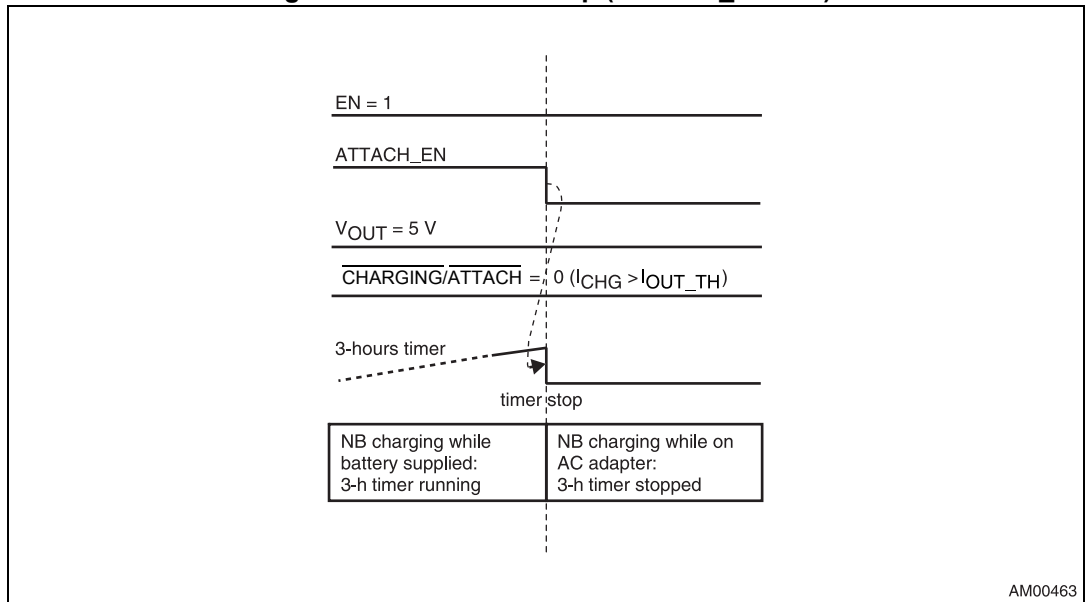 EN = 1
ATTACH_EN
VOUT = 5 V
CHARGING/ATTACH = 0 (ICHG >IOUT_TH)
3-hours timer
timer stop
NB charging while
battery supplied:
3-h timer running
NB charging while on
AC adapter:
3-h timer stopped
AM00463